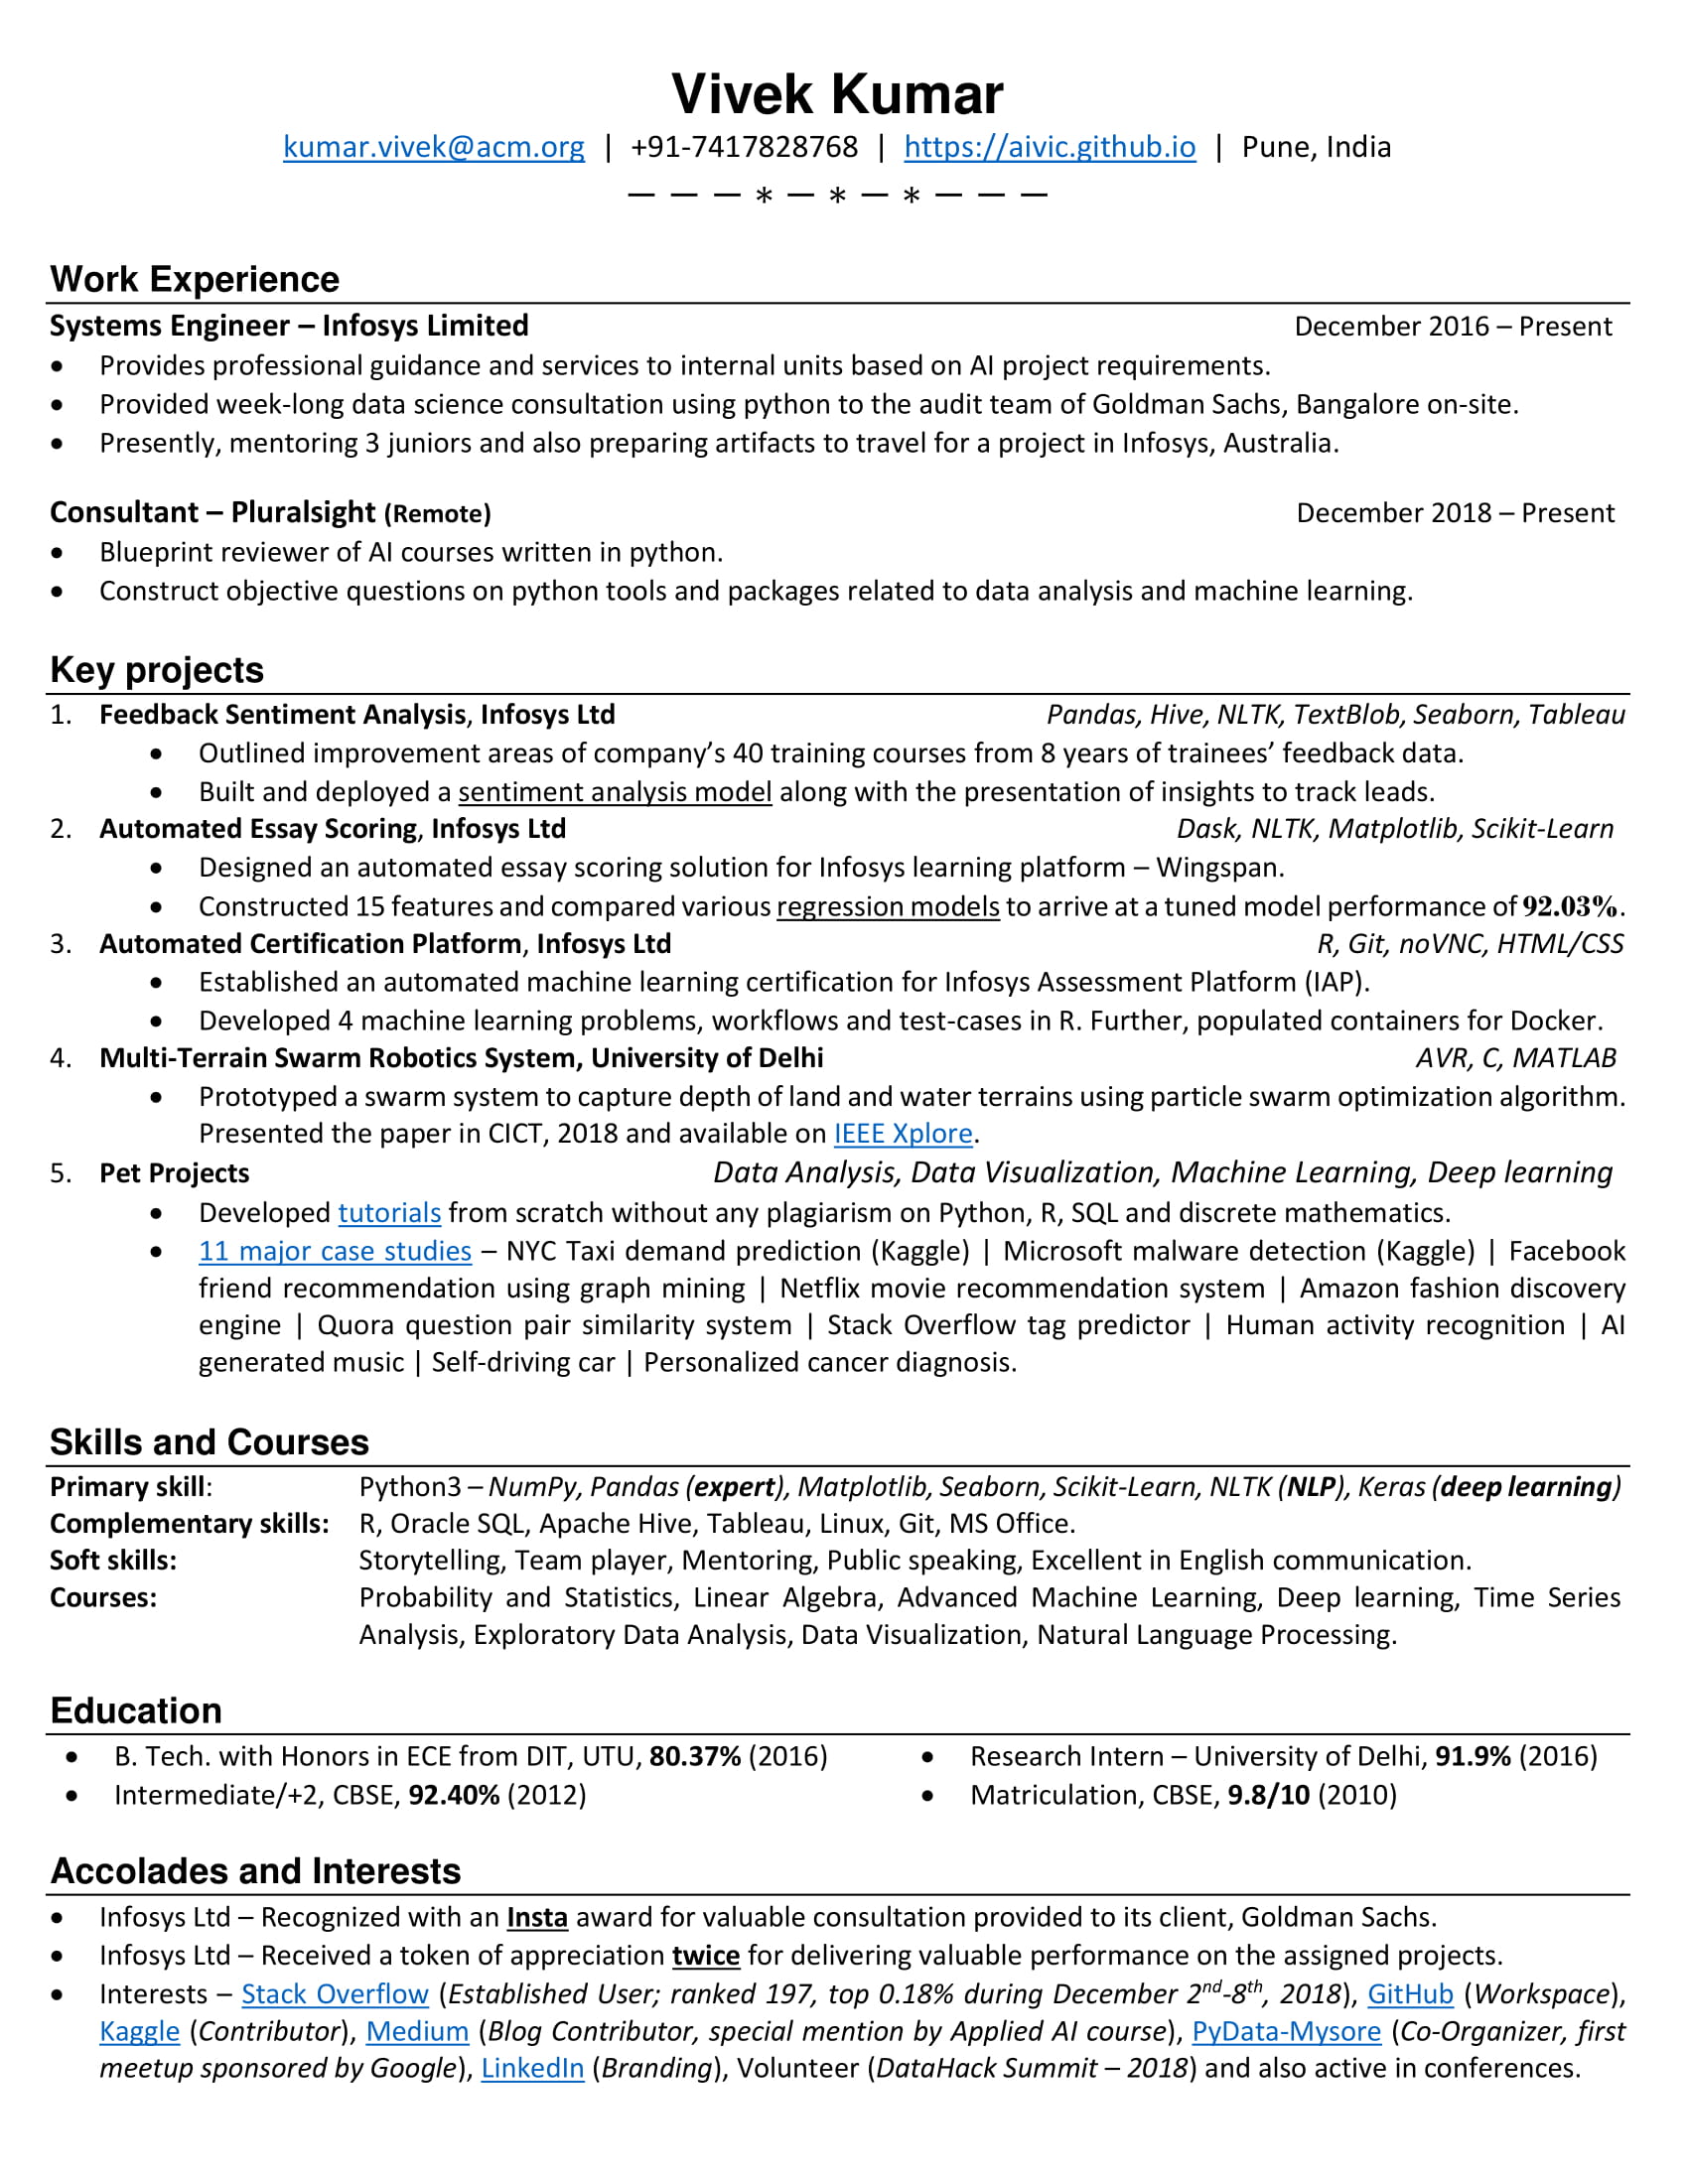 Vivek Kumar
kumar.vivek@acm.org | +91-7417828768 | https://aivic.github.io | Pune, India
— — — * — * — * — — —
Work Experience
Systems Engineer – Infosys Limited December 2016 – Present
• Provides professional guidance and services to internal units based on AI project requirements.
• Provided week-long data science consultation using python to the audit team of Goldman Sachs, Bangalore on-site.
• Presently, mentoring 3 juniors and also preparing artifacts to travel for a project in Infosys, Australia.
Consultant – Pluralsight (Remote) December 2018 – Present
• Blueprint reviewer of AI courses written in python.
• Construct objective questions on python tools and packages related to data analysis and machine learning.
Key projects
1. Feedback Sentiment Analysis, Infosys Ltd Pandas, Hive, NLTK, TextBlob, Seaborn, Tableau
• Outlined improvement areas of company’s 40 training courses from 8 years of trainees’ feedback data.
• Built and deployed a sentiment analysis model along with the presentation of insights to track leads.
2. Automated Essay Scoring, Infosys Ltd Dask, NLTK, Matplotlib, Scikit-Learn
• Designed an automated essay scoring solution for Infosys learning platform – Wingspan.
• Constructed 15 features and compared various regression models to arrive at a tuned model performance of 92.03%.
3. Automated Certification Platform, Infosys Ltd R, Git, noVNC, HTML/CSS
• Established an automated machine learning certification for Infosys Assessment Platform (IAP).
• Developed 4 machine learning problems, workflows and test-cases in R. Further, populated containers for Docker.
4. Multi-Terrain Swarm Robotics System, University of Delhi AVR, C, MATLAB
• Prototyped a swarm system to capture depth of land and water terrains using particle swarm optimization algorithm.
Presented the paper in CICT, 2018 and available on IEEE Xplore.
5. Pet Projects Data Analysis, Data Visualization, Machine Learning, Deep learning
• Developed tutorials from scratch without any plagiarism on Python, R, SQL and discrete mathematics.
• 11 major case studies – NYC Taxi demand prediction (Kaggle) | Microsoft malware detection (Kaggle) | Facebook
friend recommendation using graph mining | Netflix movie recommendation system | Amazon fashion discovery
engine | Quora question pair similarity system | Stack Overflow tag predictor | Human activity recognition | AI
generated music | Self-driving car | Personalized cancer diagnosis.
Skills and Courses
Primary skill: Python3 – NumPy, Pandas (expert), Matplotlib, Seaborn, Scikit-Learn, NLTK (NLP), Keras (deep learning)
Complementary skills: R, Oracle SQL, Apache Hive, Tableau, Linux, Git, MS Office.
Soft skills: Storytelling, Team player, Mentoring, Public speaking, Excellent in English communication.
Courses: Probability and Statistics, Linear Algebra, Advanced Machine Learning, Deep learning, Time Series
Analysis, Exploratory Data Analysis, Data Visualization, Natural Language Processing.
Education
• B. Tech. with Honors in ECE from DIT, UTU, 80.37% (2016) • Research Intern – University of Delhi, 91.9% (2016)
• Intermediate/+2, CBSE, 92.40% (2012) • Matriculation, CBSE, 9.8/10 (2010)
Accolades and Interests
• Infosys Ltd – Recognized with an Insta award for valuable consultation provided to its client, Goldman Sachs.
• Infosys Ltd – Received a token of appreciation twice for delivering valuable performance on the assigned projects.
• Interests – Stack Overflow (Established User; ranked 197, top 0.18% during December 2nd-8th, 2018), GitHub (Workspace),
Kaggle (Contributor), Medium (Blog Contributor, special mention by Applied AI course), PyData-Mysore (Co-Organizer, first
meetup sponsored by Google), LinkedIn (Branding), Volunteer (DataHack Summit – 2018) and also active in conferences.